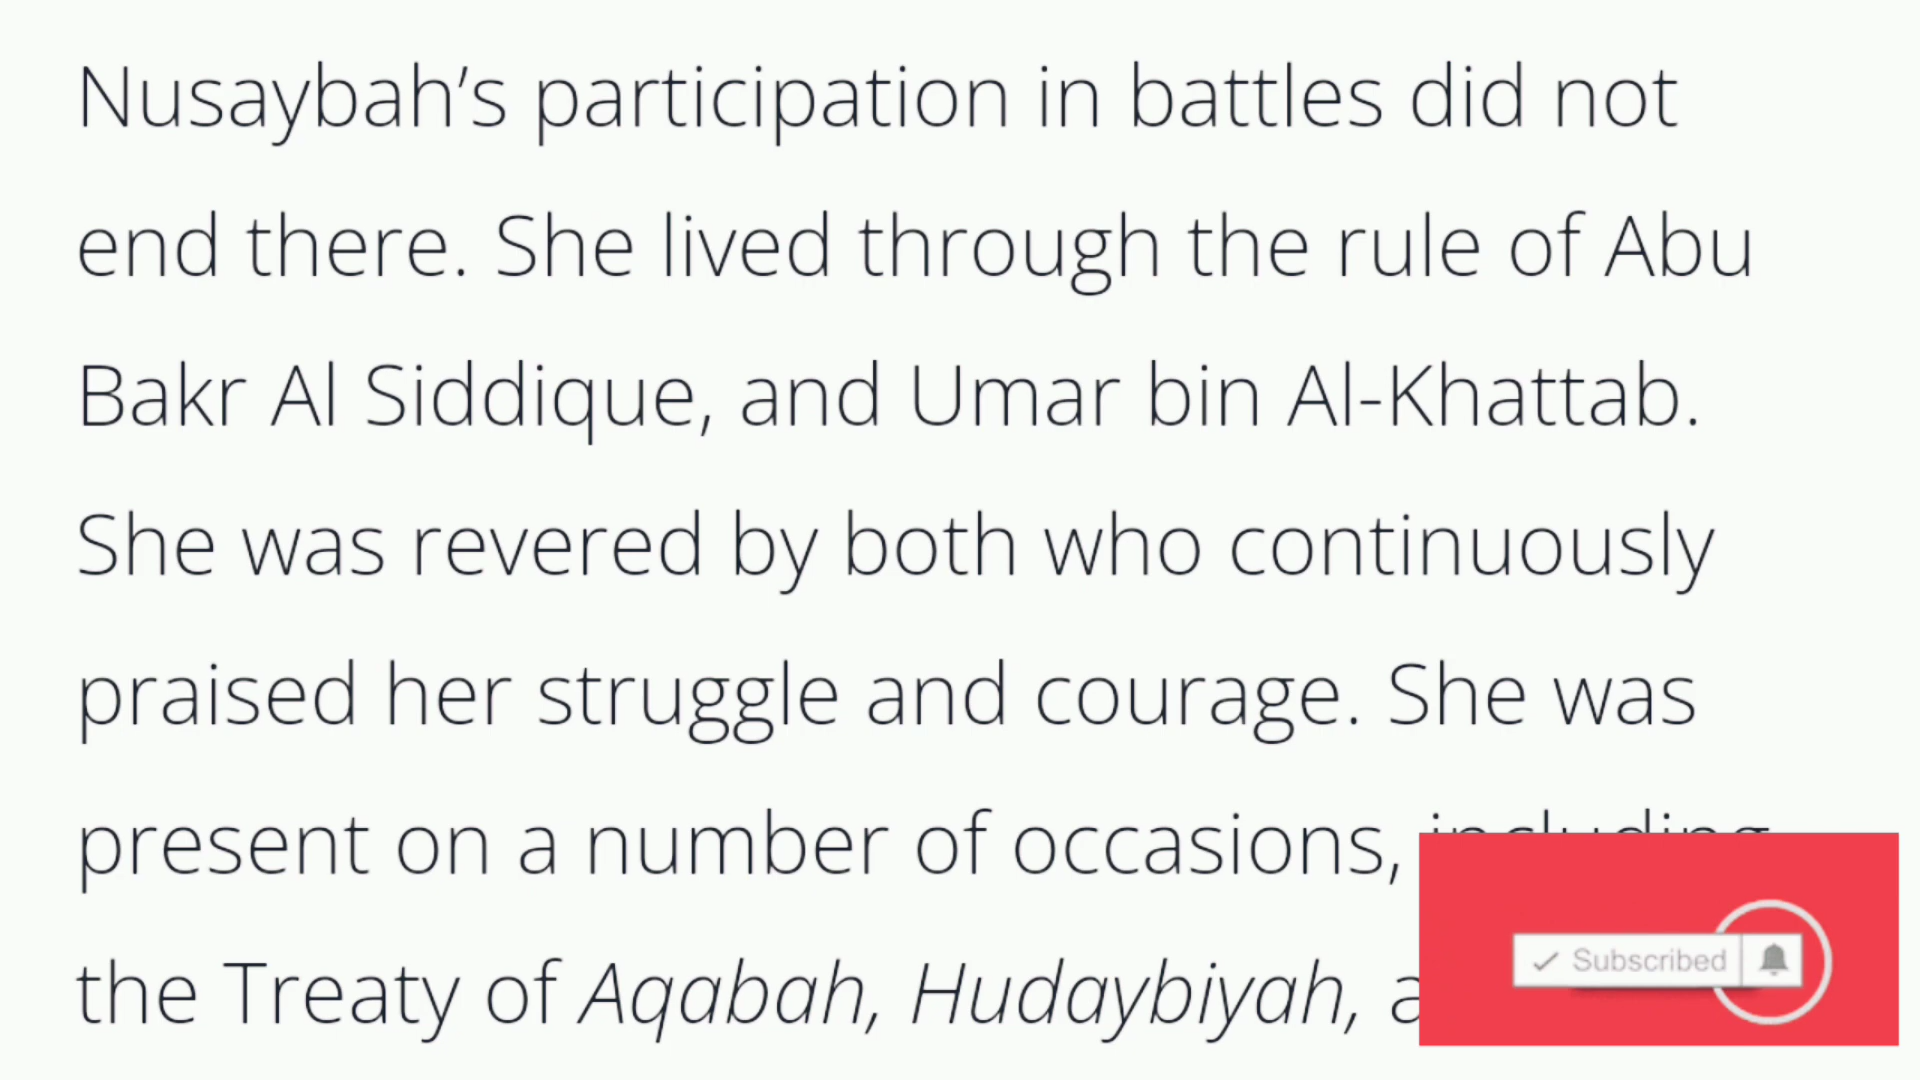 Nusaybah’s participation in battles did not
end there. She lived through the rule of Abu
Bakr Al Siddique, and Umar bin Al-Khattab.
She was revered by both who continuously
praised her struggle and courage. She was
present on a number of occasions, including
the Treaty of Aqabah, Hudaybiyah,
Subscribed